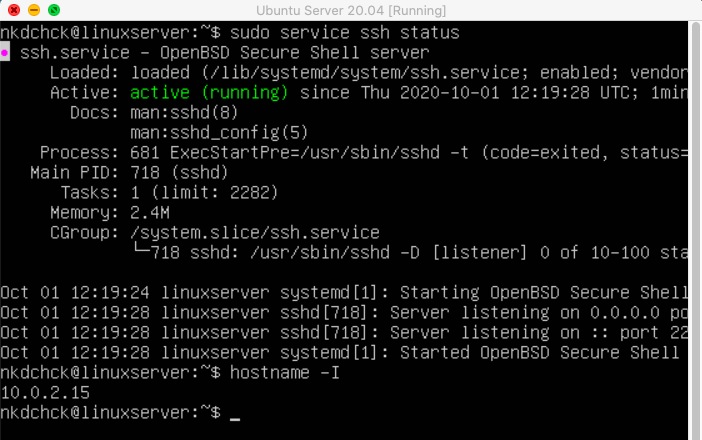 Ubuntu Server 20.04 [Running]
nkdchck@linuxserver:~$ sudo service ssh status
● ssh.service - OpenBSD Secure Shell server
Loaded: loaded (/lib/systemd/system/ssh.service; enabled; vendor
Active: active (running) since Thu 2020-10-01 12:19:28 UTC; 1min
Docs: man:sshd(8)
man:sshd_config(5)
Process: 681 ExecStartPre=/usr/sbin/sshd -t (code=exited, status=
Main PID: 718 (sshd)
Tasks: 1 (limit: 2282)
Memory: 2.4M
CGroup: /system.slice/ssh.service
└─718 sshd: /usr/sbin/sshd -D [listener] 0 of 10-100 sta
Oct 01 12:19:24 linuxserver systemd[1]: Starting OpenBSD Secure Shell
Oct 01 12:19:28 linuxserver sshd[718]: Server listening on 0.0.0.0 po
Oct 01 12:19:28 linuxserver sshd[718]: Server listening on :: port 22
Oct 01 12:19:28 linuxserver systemd[1]: Started OpenBSD Secure Shell
nkdchck@linuxserver:~$ hostname -I
10.0.2.15
nkdchck@linuxserver:~$ _